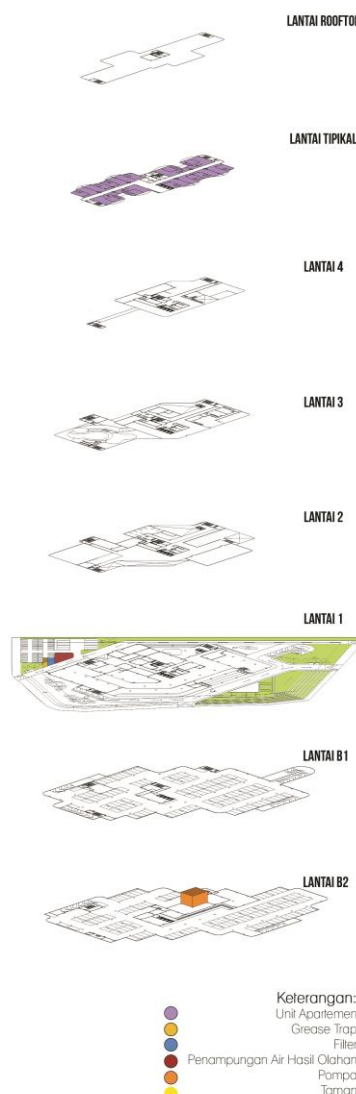 LANTAI ROOFTOP
LANTAI TIPIKAL
LANTAI 4
LANTAI 3
LANTAI 2
LANTAI 1
LANTAI B1
LANTAI B2
Keterangan:
Unit Apartemen
Grease Trap
Filter
Penampungan Air Hasil Olahan
Pompa
Taman